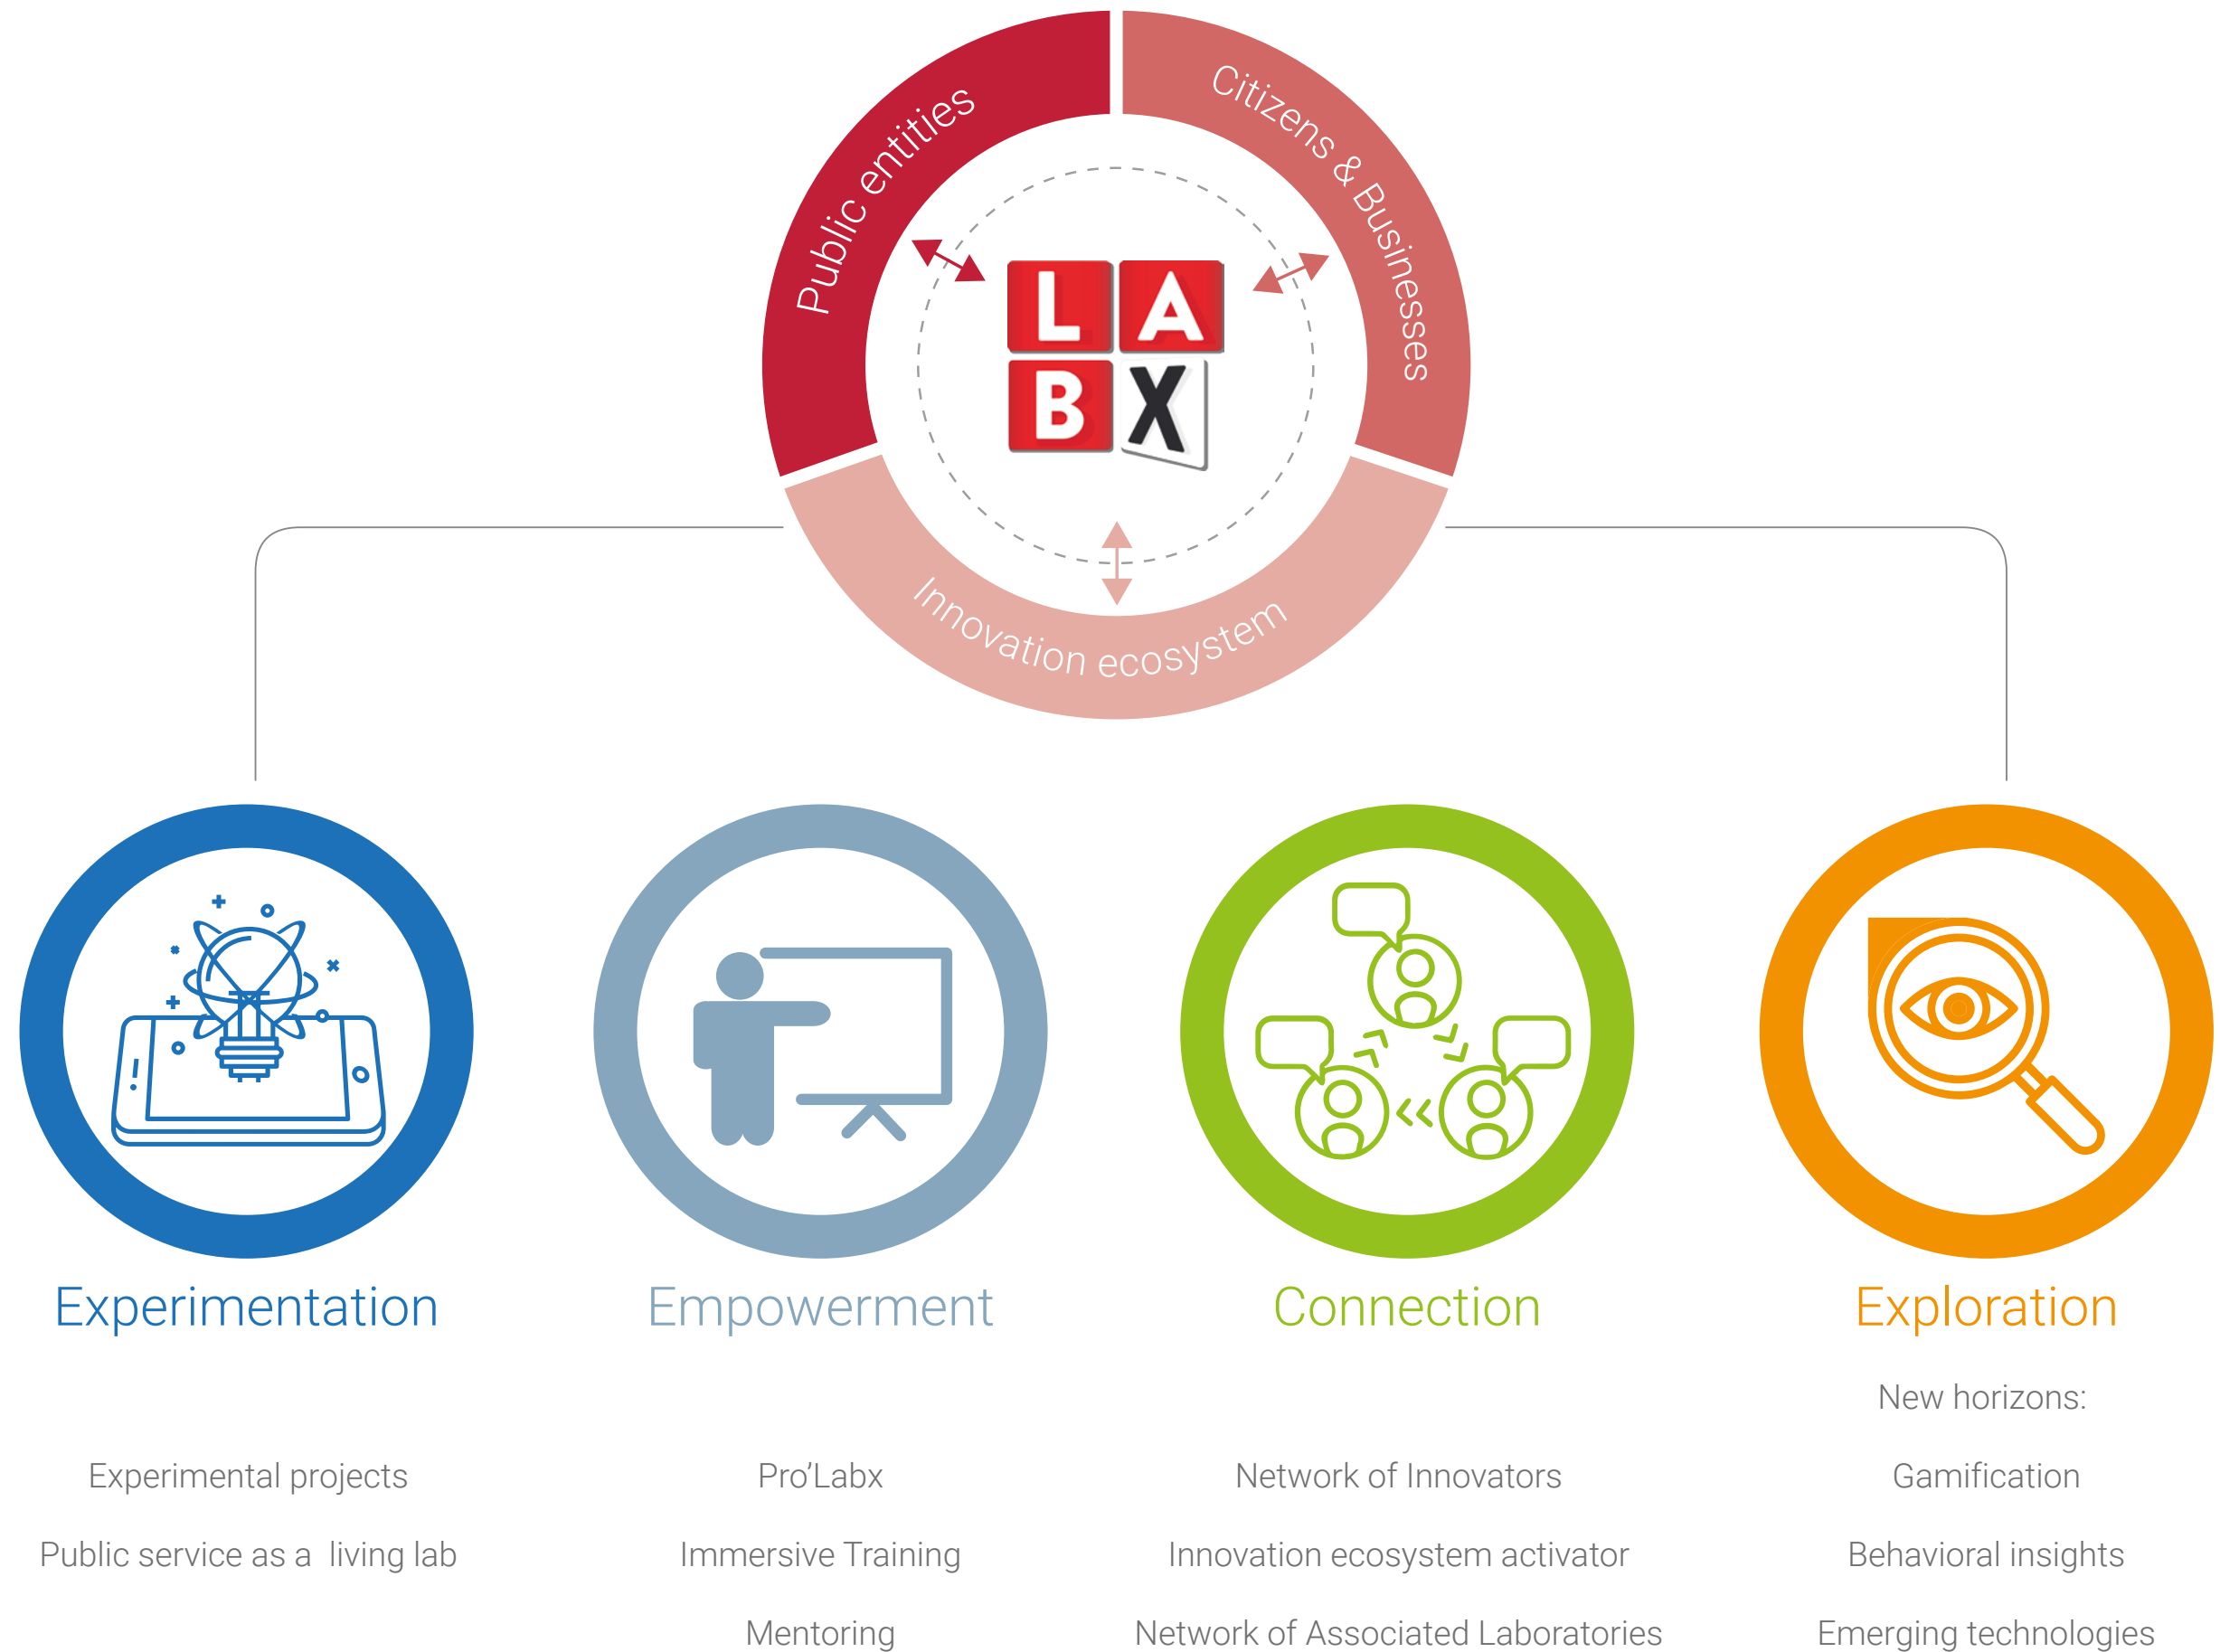 Public entities
Citizens & Businesses
L A
B X
Innovation ecosystem
Experimentation
Empowerment
Connection
Exploration
New horizons:
Experimental projects
Pro’Labx
Network of Innovators
Gamification
Public service as a living lab
Immersive Training
Innovation ecosystem activator
Behavioral insights
Mentoring
Network of Associated Laboratories
Emerging technologies